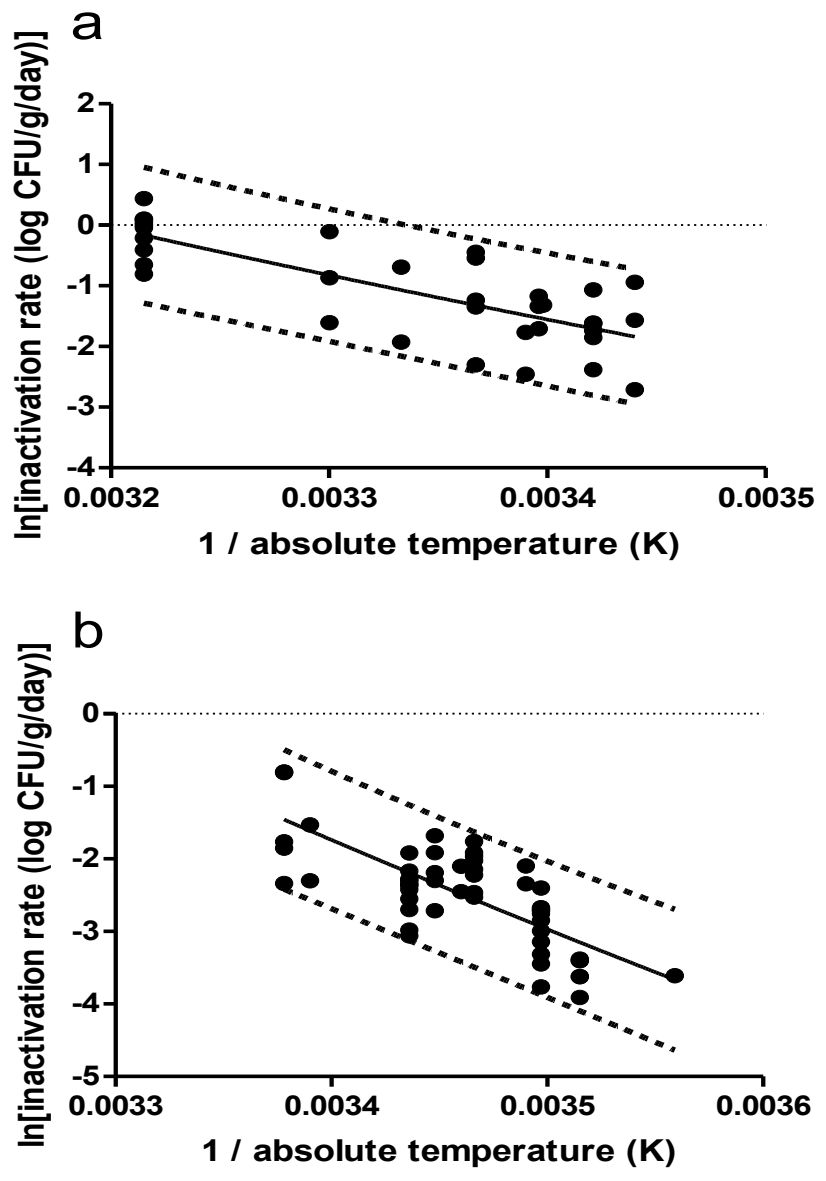 a
ln[inactivation rate (log CFU/g/day)]
2
1
0
-1
-2
-3
-4
0.0032 0.0033 0.0034 0.0035
1 / absolute temperature (K)
b
ln[inactivation rate (log CFU/g/day)]
0
-1
-2
-3
-4
-5
0.0033 0.0034 0.0035 0.0036
1 / absolute temperature (K)